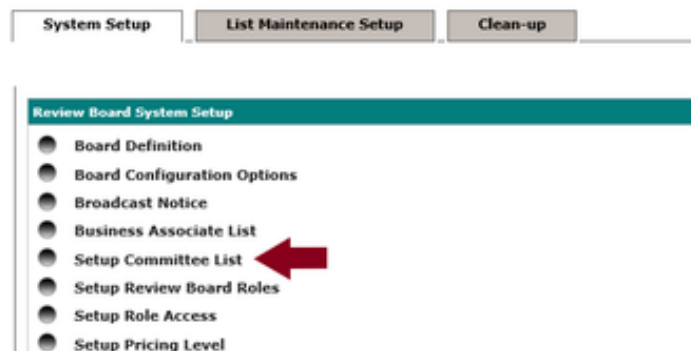 System Setup List Maintenance Setup Clean-up
Review Board System Setup
Board Definition
Board Configuration Options
Broadcast Notice
Business Associate List
Setup Committee List
Setup Review Board Roles
Setup Role Access
Setup Pricing Level